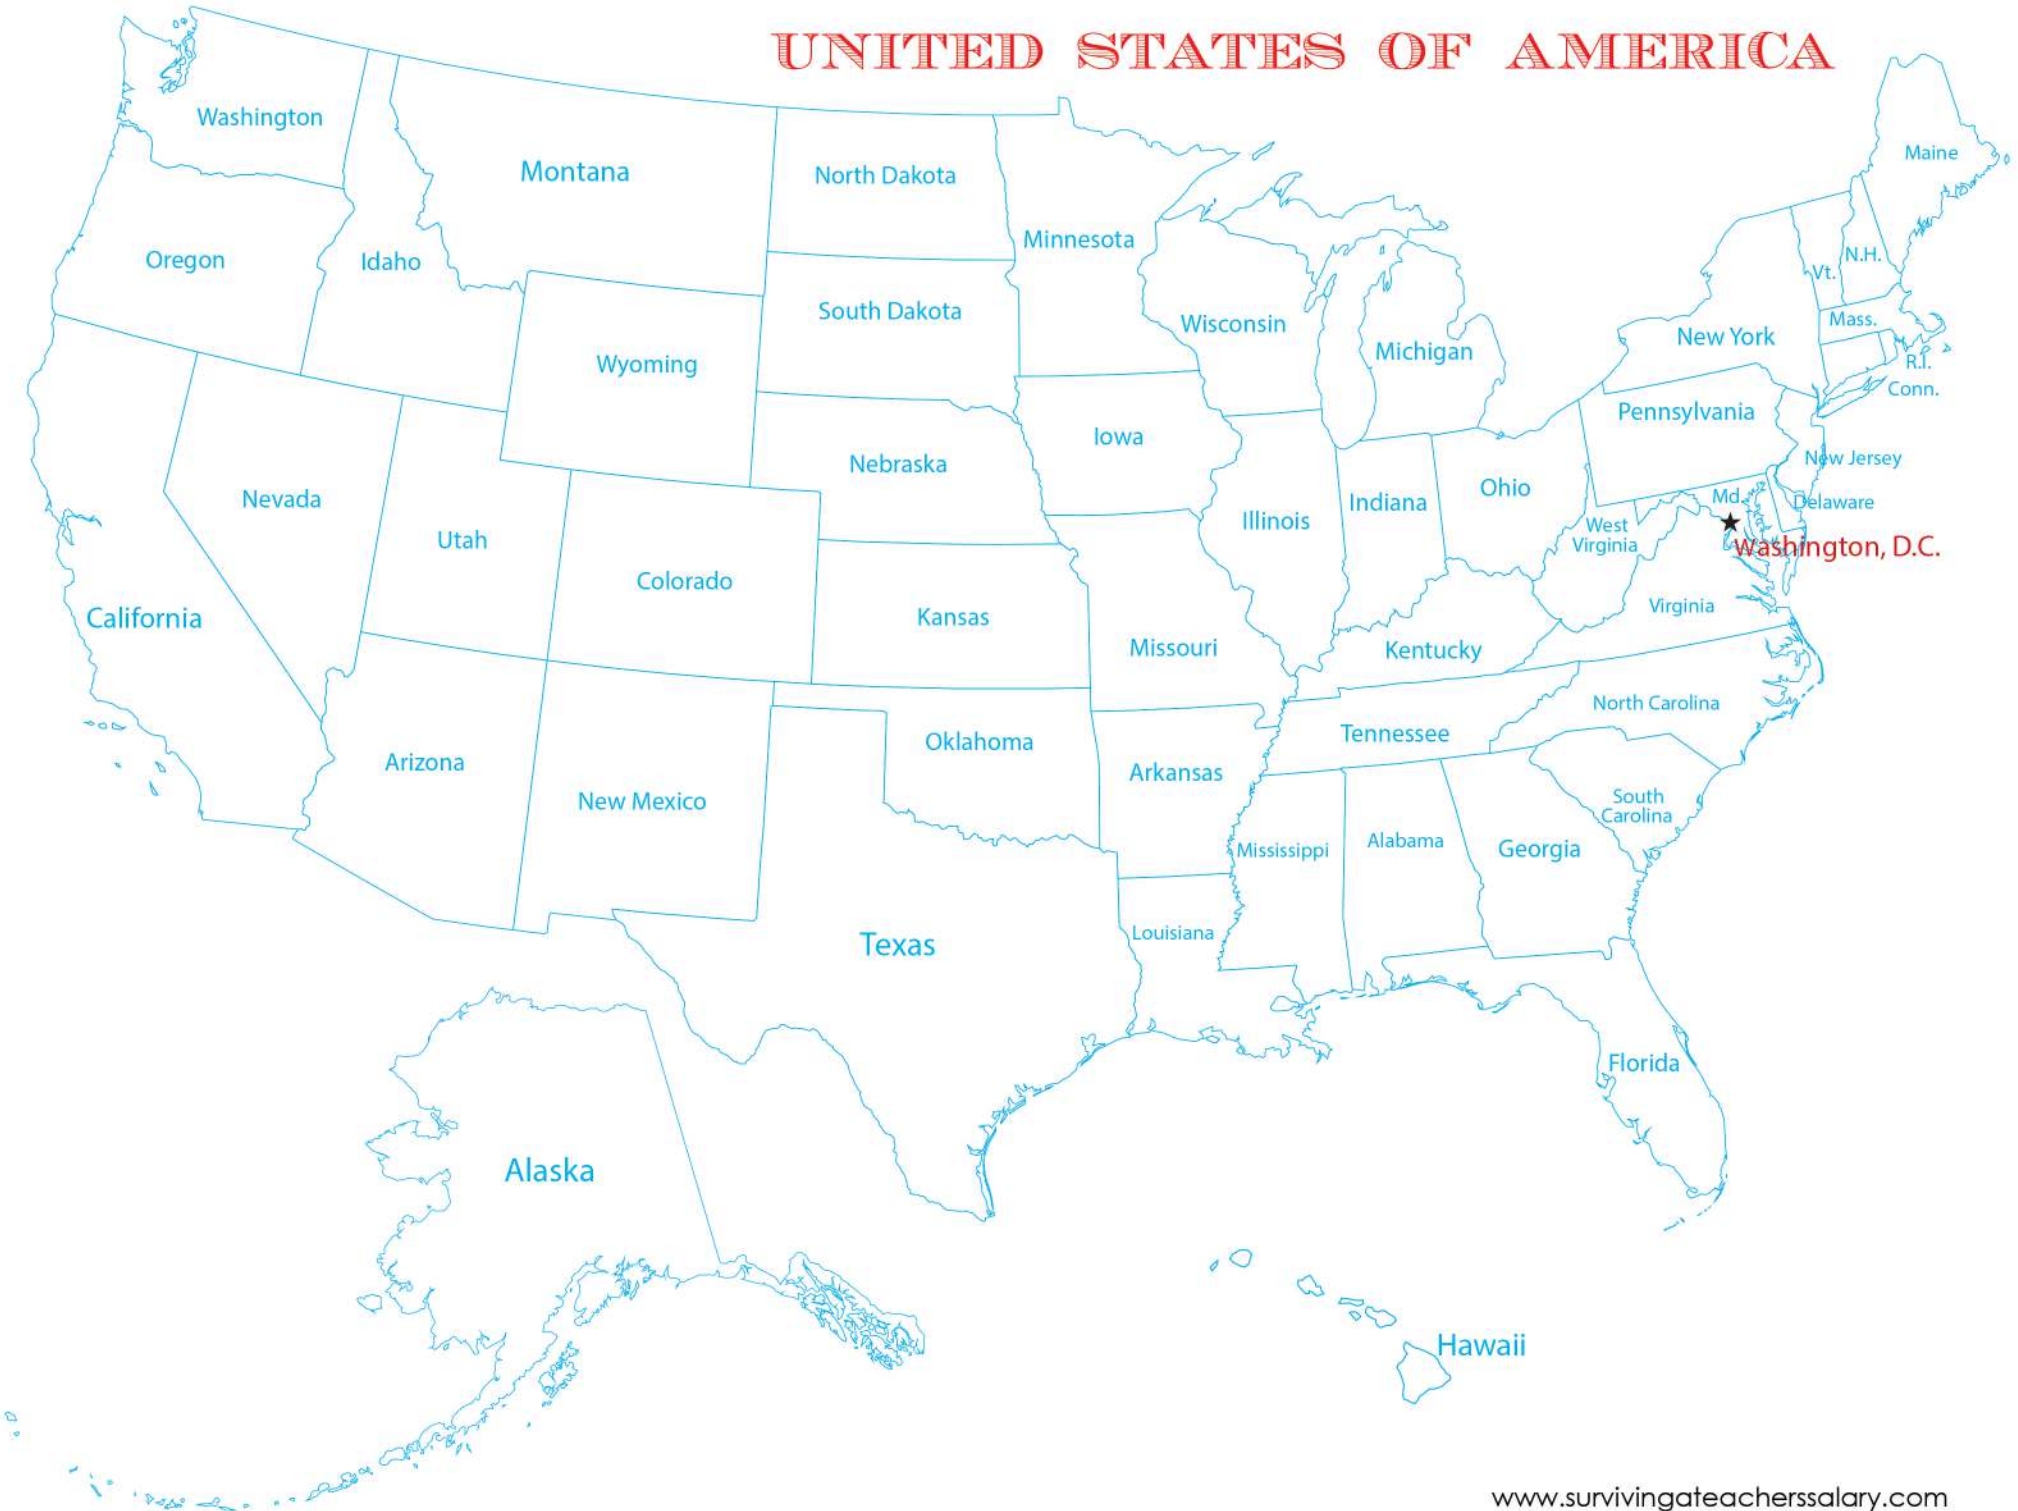 UNITED STATES OF AMERICA
Washington
Montana
North Dakota
Minnesota
Maine
Oregon
Idaho
N.H.
Vt.
South Dakota
Wisconsin
Michigan
New York
Mass.
R.I.
Conn.
Wyoming
Pennsylvania
Iowa
Nebraska
New Jersey
Nevada
Utah
Illinois
Indiana
Ohio
Md.
Delaware
West
Virginia
Washington, D.C.
Colorado
California
Kansas
Missouri
Kentucky
Virginia
Arizona
New Mexico
Oklahoma
Arkansas
Tennessee
North Carolina
South
Carolina
Mississippi
Alabama
Georgia
Texas
Louisiana
Florida
Alaska
Hawaii
www.survivingateacherssalary.com